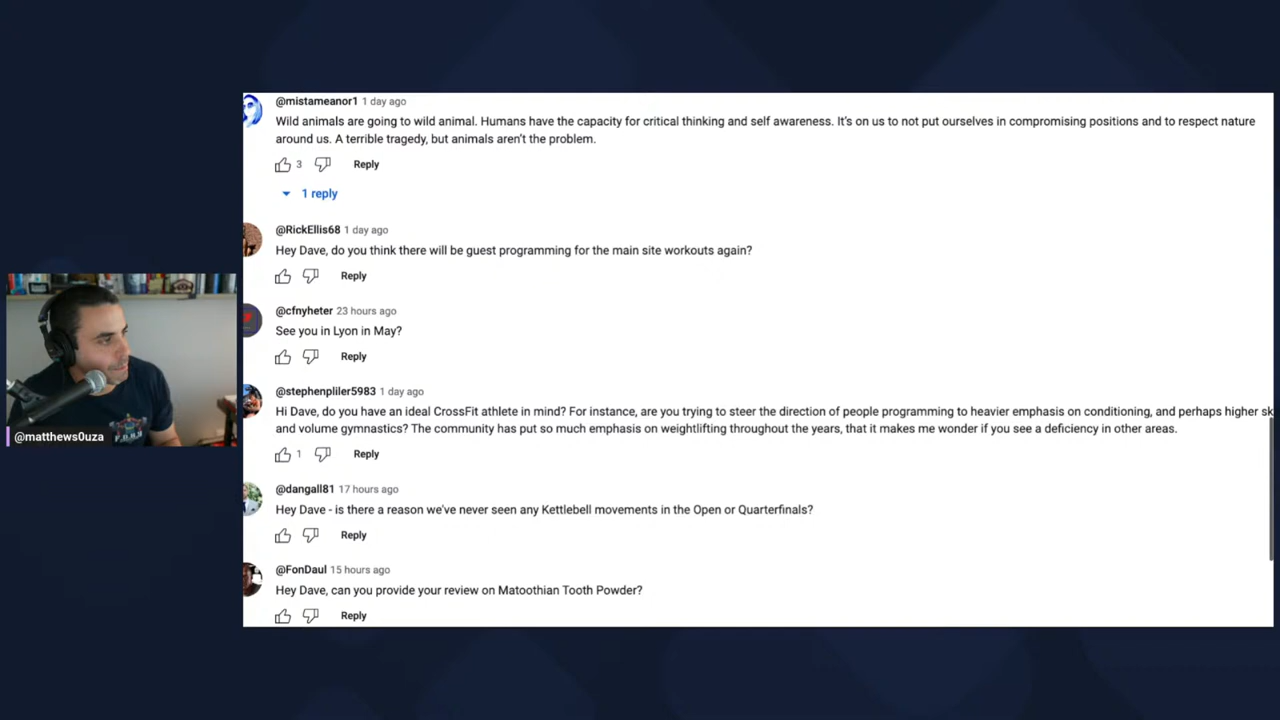 @mistameanor1 1 day ago
Wild animals are going to wild animal. Humans have the capacity for critical thinking and self awareness. It's on us to not put ourselves in compromising positions and to respect nature
around us. A terrible tragedy, but animals aren't the problem.
3 Reply
1 reply
@RickEllis68 1 day ago
Hey Dave, do you think there will be guest programming for the main site workouts again?
Reply
@cfnyheter 23 hours ago
See you in Lyon in May?
Reply
@stephenpliler5983 1 day ago
Hi Dave, do you have an ideal CrossFit athlete in mind? For instance, are you trying to steer the direction of people programming to heavier emphasis on conditioning, and perhaps higher sk
and volume gymnastics? The community has put so much emphasis on weightlifting throughout the years, that it makes me wonder if you see a deficiency in other areas.
1 Reply
@matthews0uza
@dangall81 17 hours ago
Hey Dave - is there a reason we've never seen any Kettlebell movements in the Open or Quarterfinals?
Reply
@FonDaul 15 hours ago
Hey Dave, can you provide your review on Matoothian Tooth Powder?
Reply